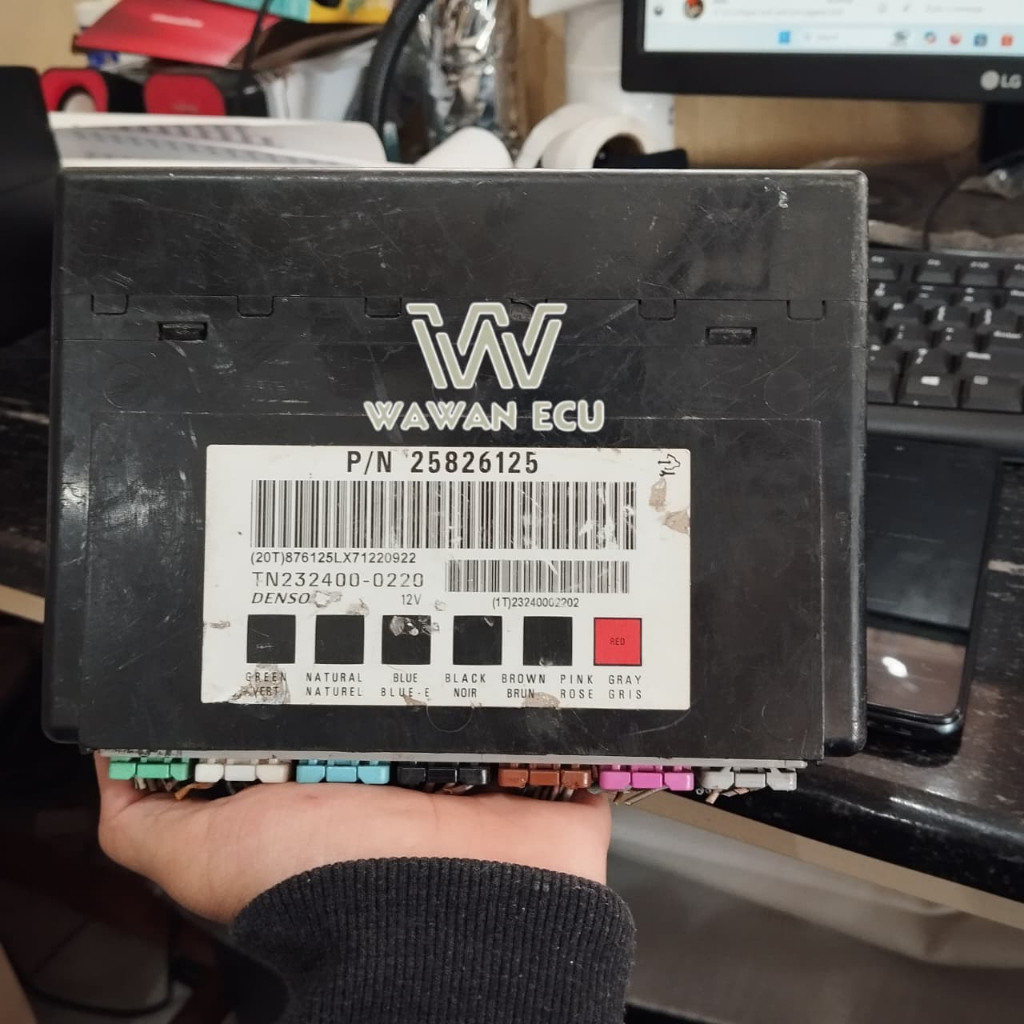 LG
W
WAWAN ECU
P/N 25826125
(20T)876125LX71220922
TN232400-0220
DENSO 12V (1T)23240002202
RED
GREEN NATURAL BLUE BLACK BROWN PINK GRAY
VERT NATUREL BLUE-E NOIR BRUN ROSE GRIS